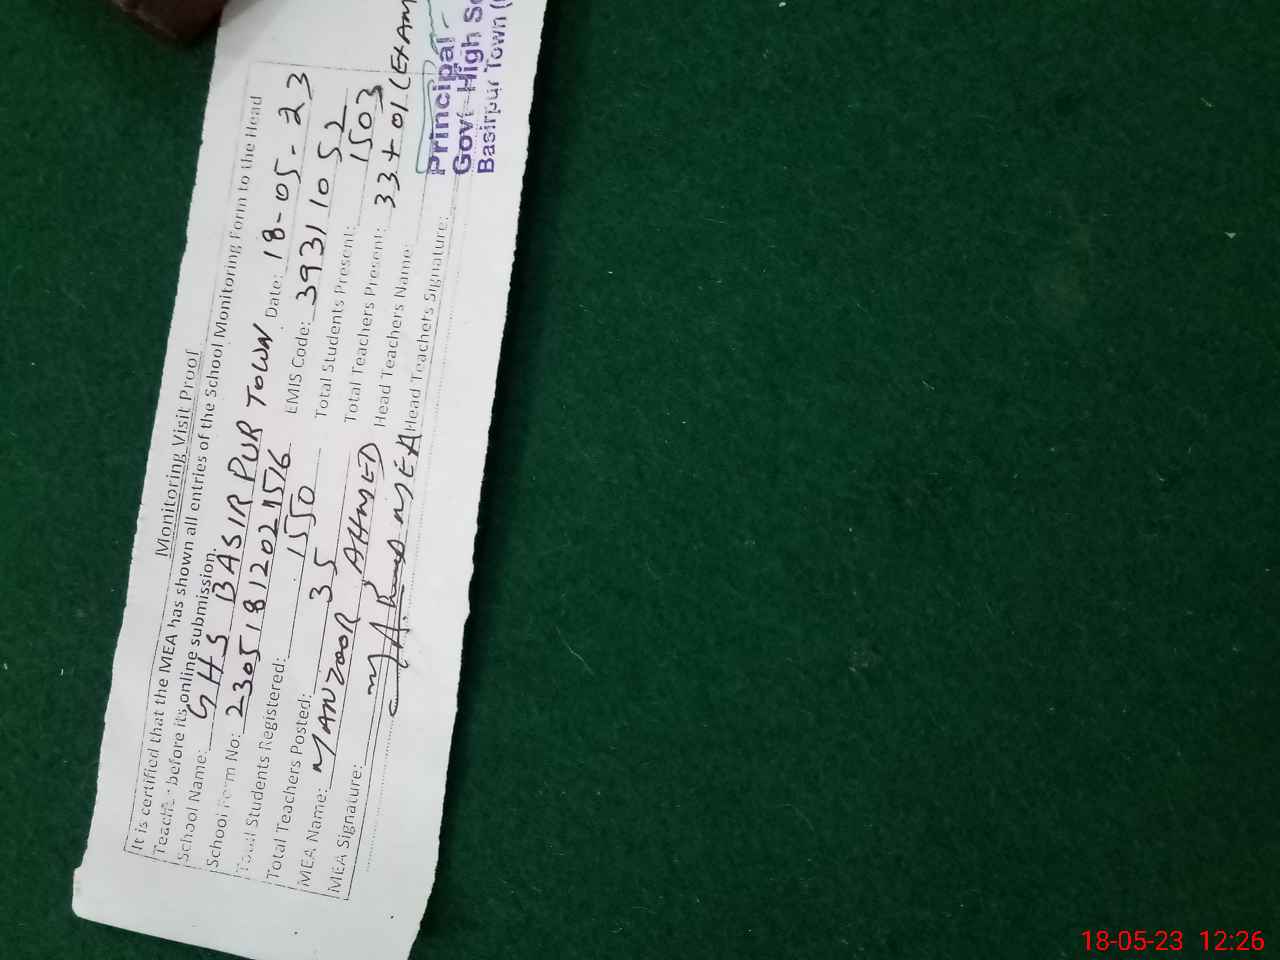 Monitoring Visit Proof
It is certified that the MEA has shown all entries of the School Monitoring Form to the Head
Teacher before its online submission.
School Name: GHS BASIR PUR TOWN Date: 18-05-23
School Form No: 230518120211516 EMIS Code: 39311052
Total Students Registered: 1550 Total Students Present: 1503
Total Teachers Posted: 35 Total Teachers Present: 33+01(EXAM
MEA Name: MANZOOR AHMED Head Teachers Name:
MEA Signature: MEA Head Teachers Signature:
Principal
Govt High
Basirpur Town
18-05-23 12:26